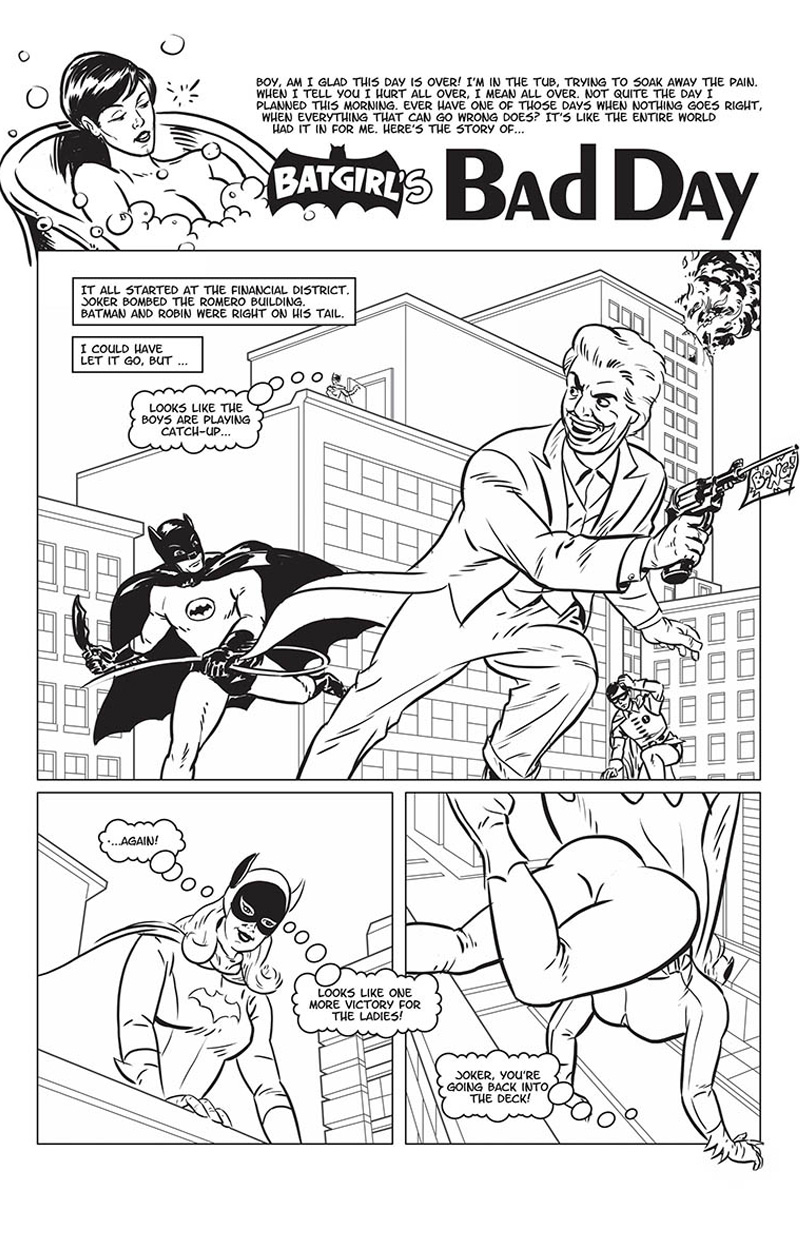 BOY, AM I GLAD THIS DAY IS OVER! I'M IN THE TUB, TRYING TO SOAK AWAY THE PAIN.
WHEN I TELL YOU I HURT ALL OVER, I MEAN ALL OVER. NOT QUITE THE DAY I
PLANNED THIS MORNING. EVER HAVE ONE OF THOSE DAYS WHEN NOTHING GOES RIGHT,
WHEN EVERYTHING THAT CAN GO WRONG DOES? IT'S LIKE THE ENTIRE WORLD
HAD IT IN FOR ME. HERE'S THE STORY OF...
BATGIRL'S BAD DAY
IT ALL STARTED AT THE FINANCIAL DISTRICT.
JOKER BOMBED THE ROMERO BUILDING.
BATMAN AND ROBIN WERE RIGHT ON HIS TAIL.
I COULD HAVE
LET IT GO, BUT ...
LOOKS LIKE THE
BOYS ARE PLAYING
CATCH-UP...
BANG!
...AGAIN!
LOOKS LIKE ONE
MORE VICTORY FOR
THE LADIES!
JOKER, YOU'RE
GOING BACK INTO
THE DECK!